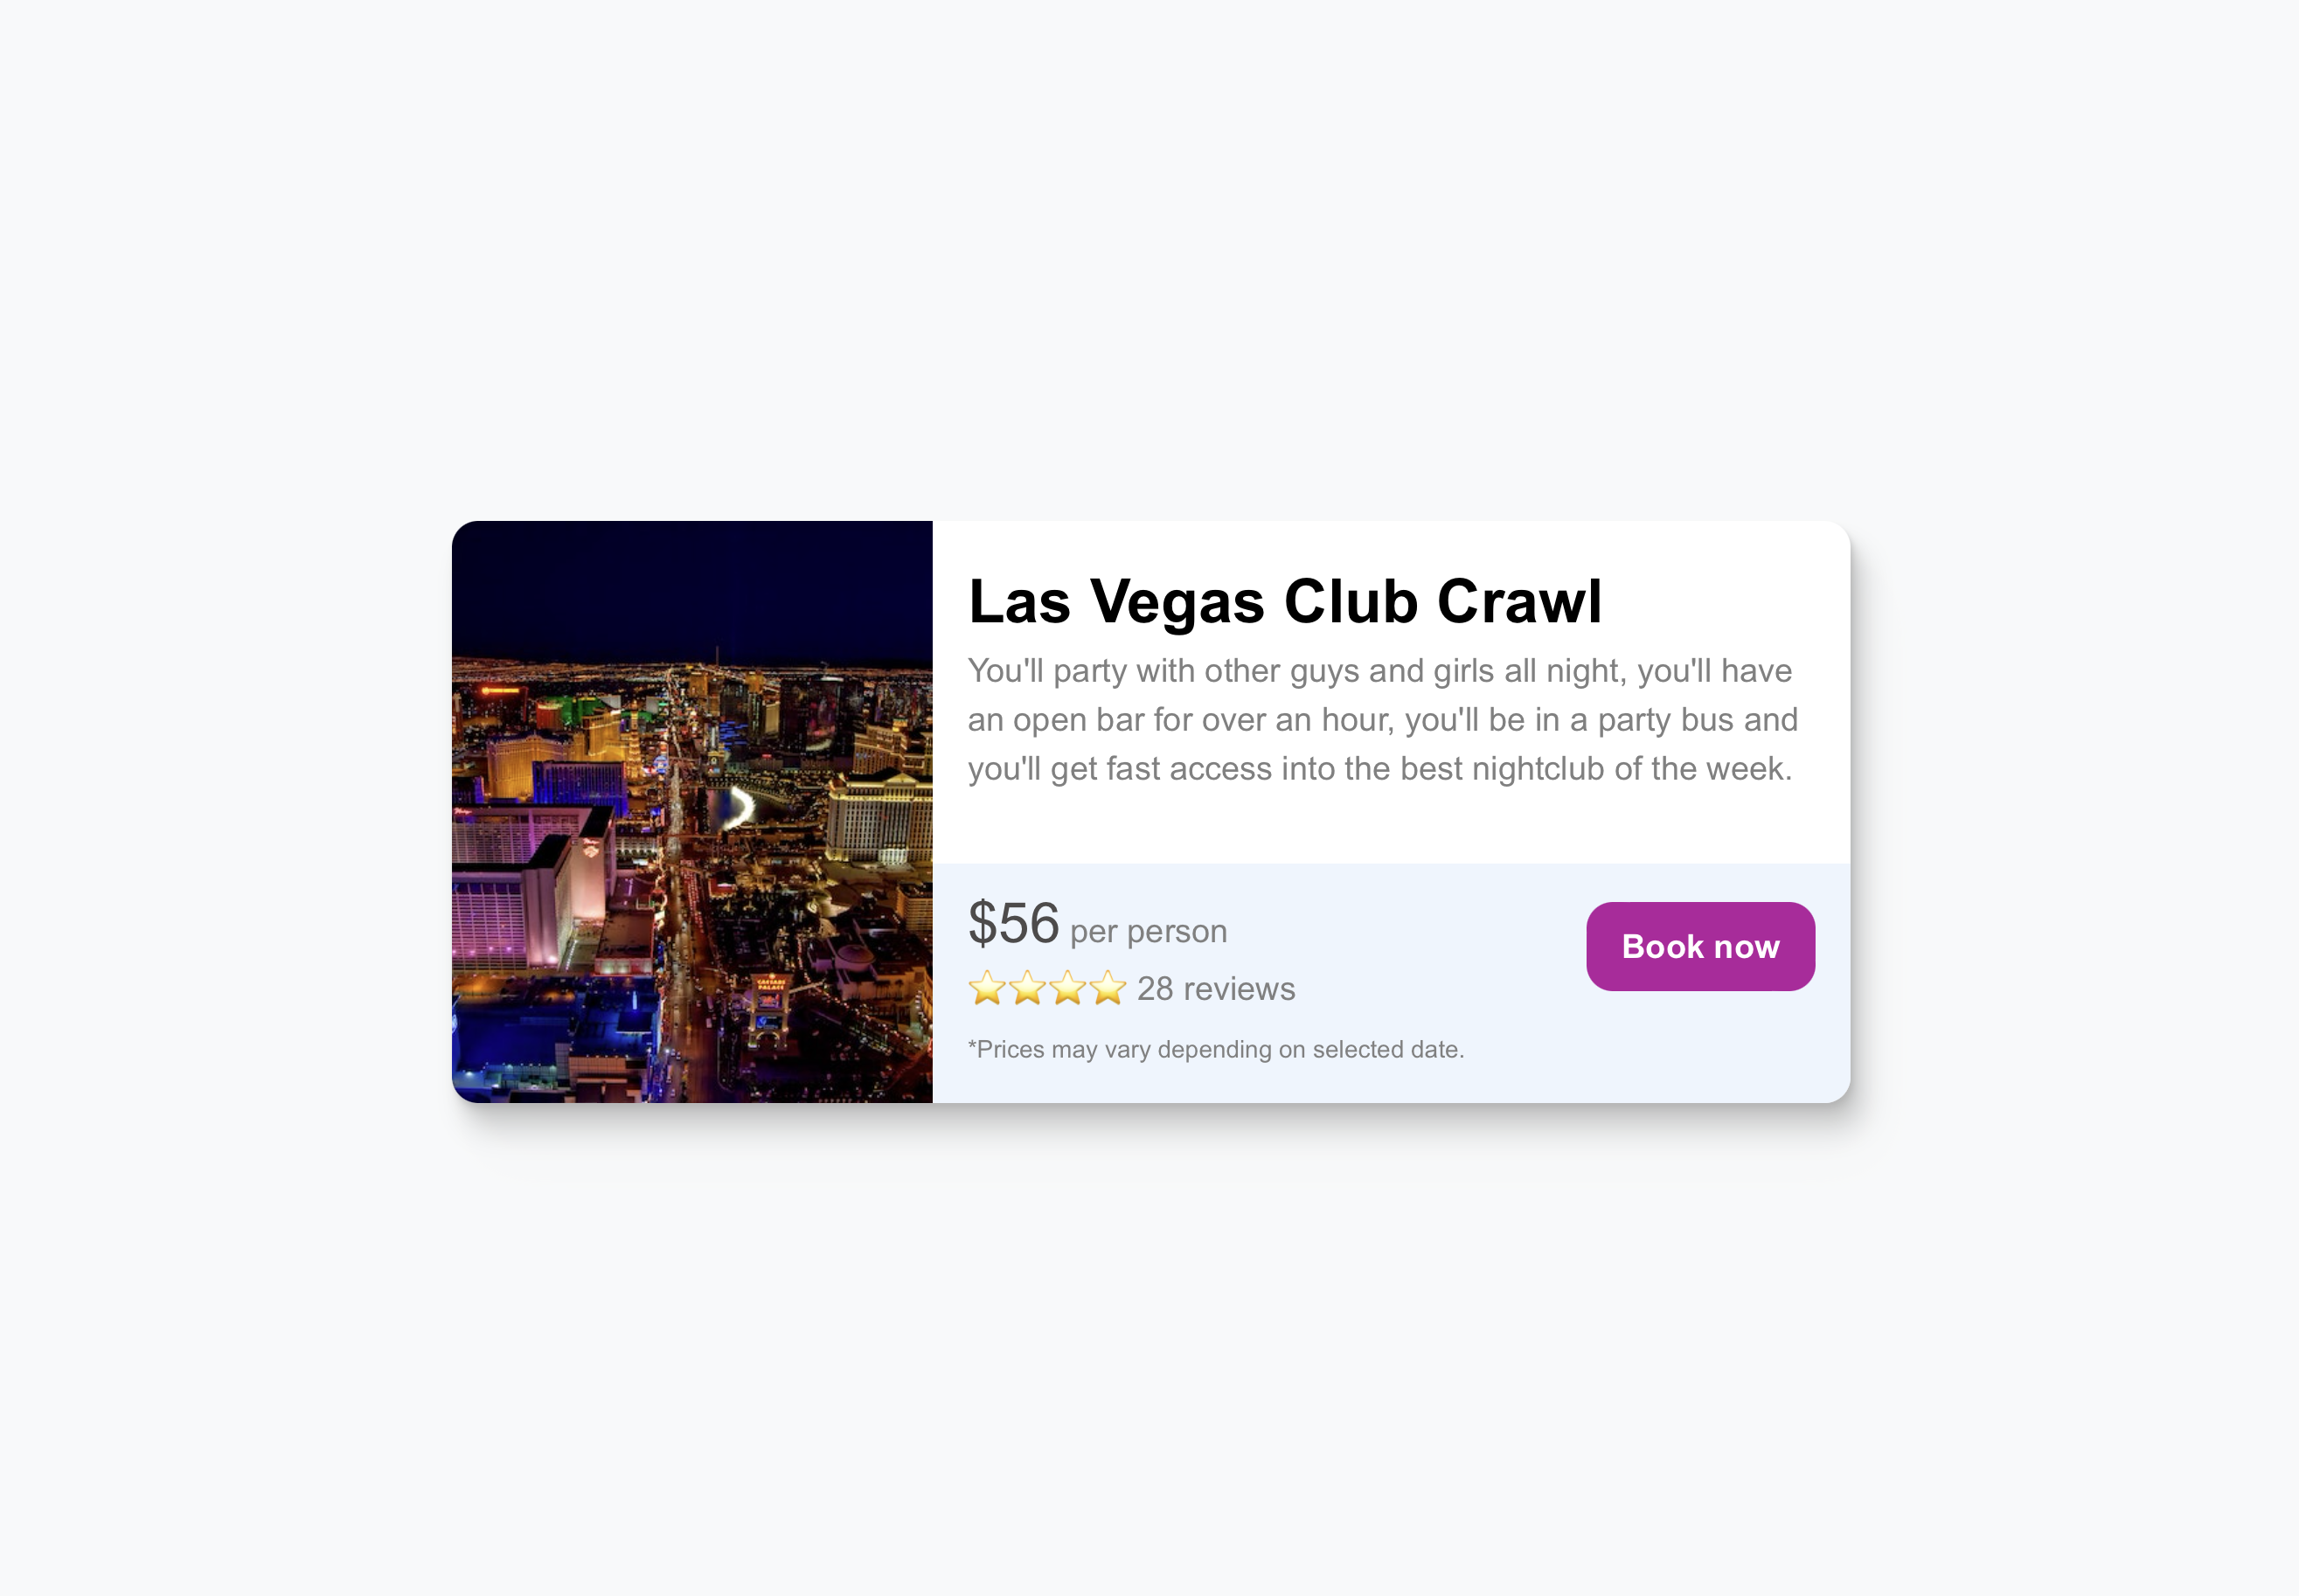 Las Vegas Club Crawl
You'll party with other guys and girls all night, you'll have
an open bar for over an hour, you'll be in a party bus and
you'll get fast access into the best nightclub of the week.
$56 per person
⭐⭐⭐⭐ 28 reviews
*Prices may vary depending on selected date.
Book now
CAESARS
PALACE